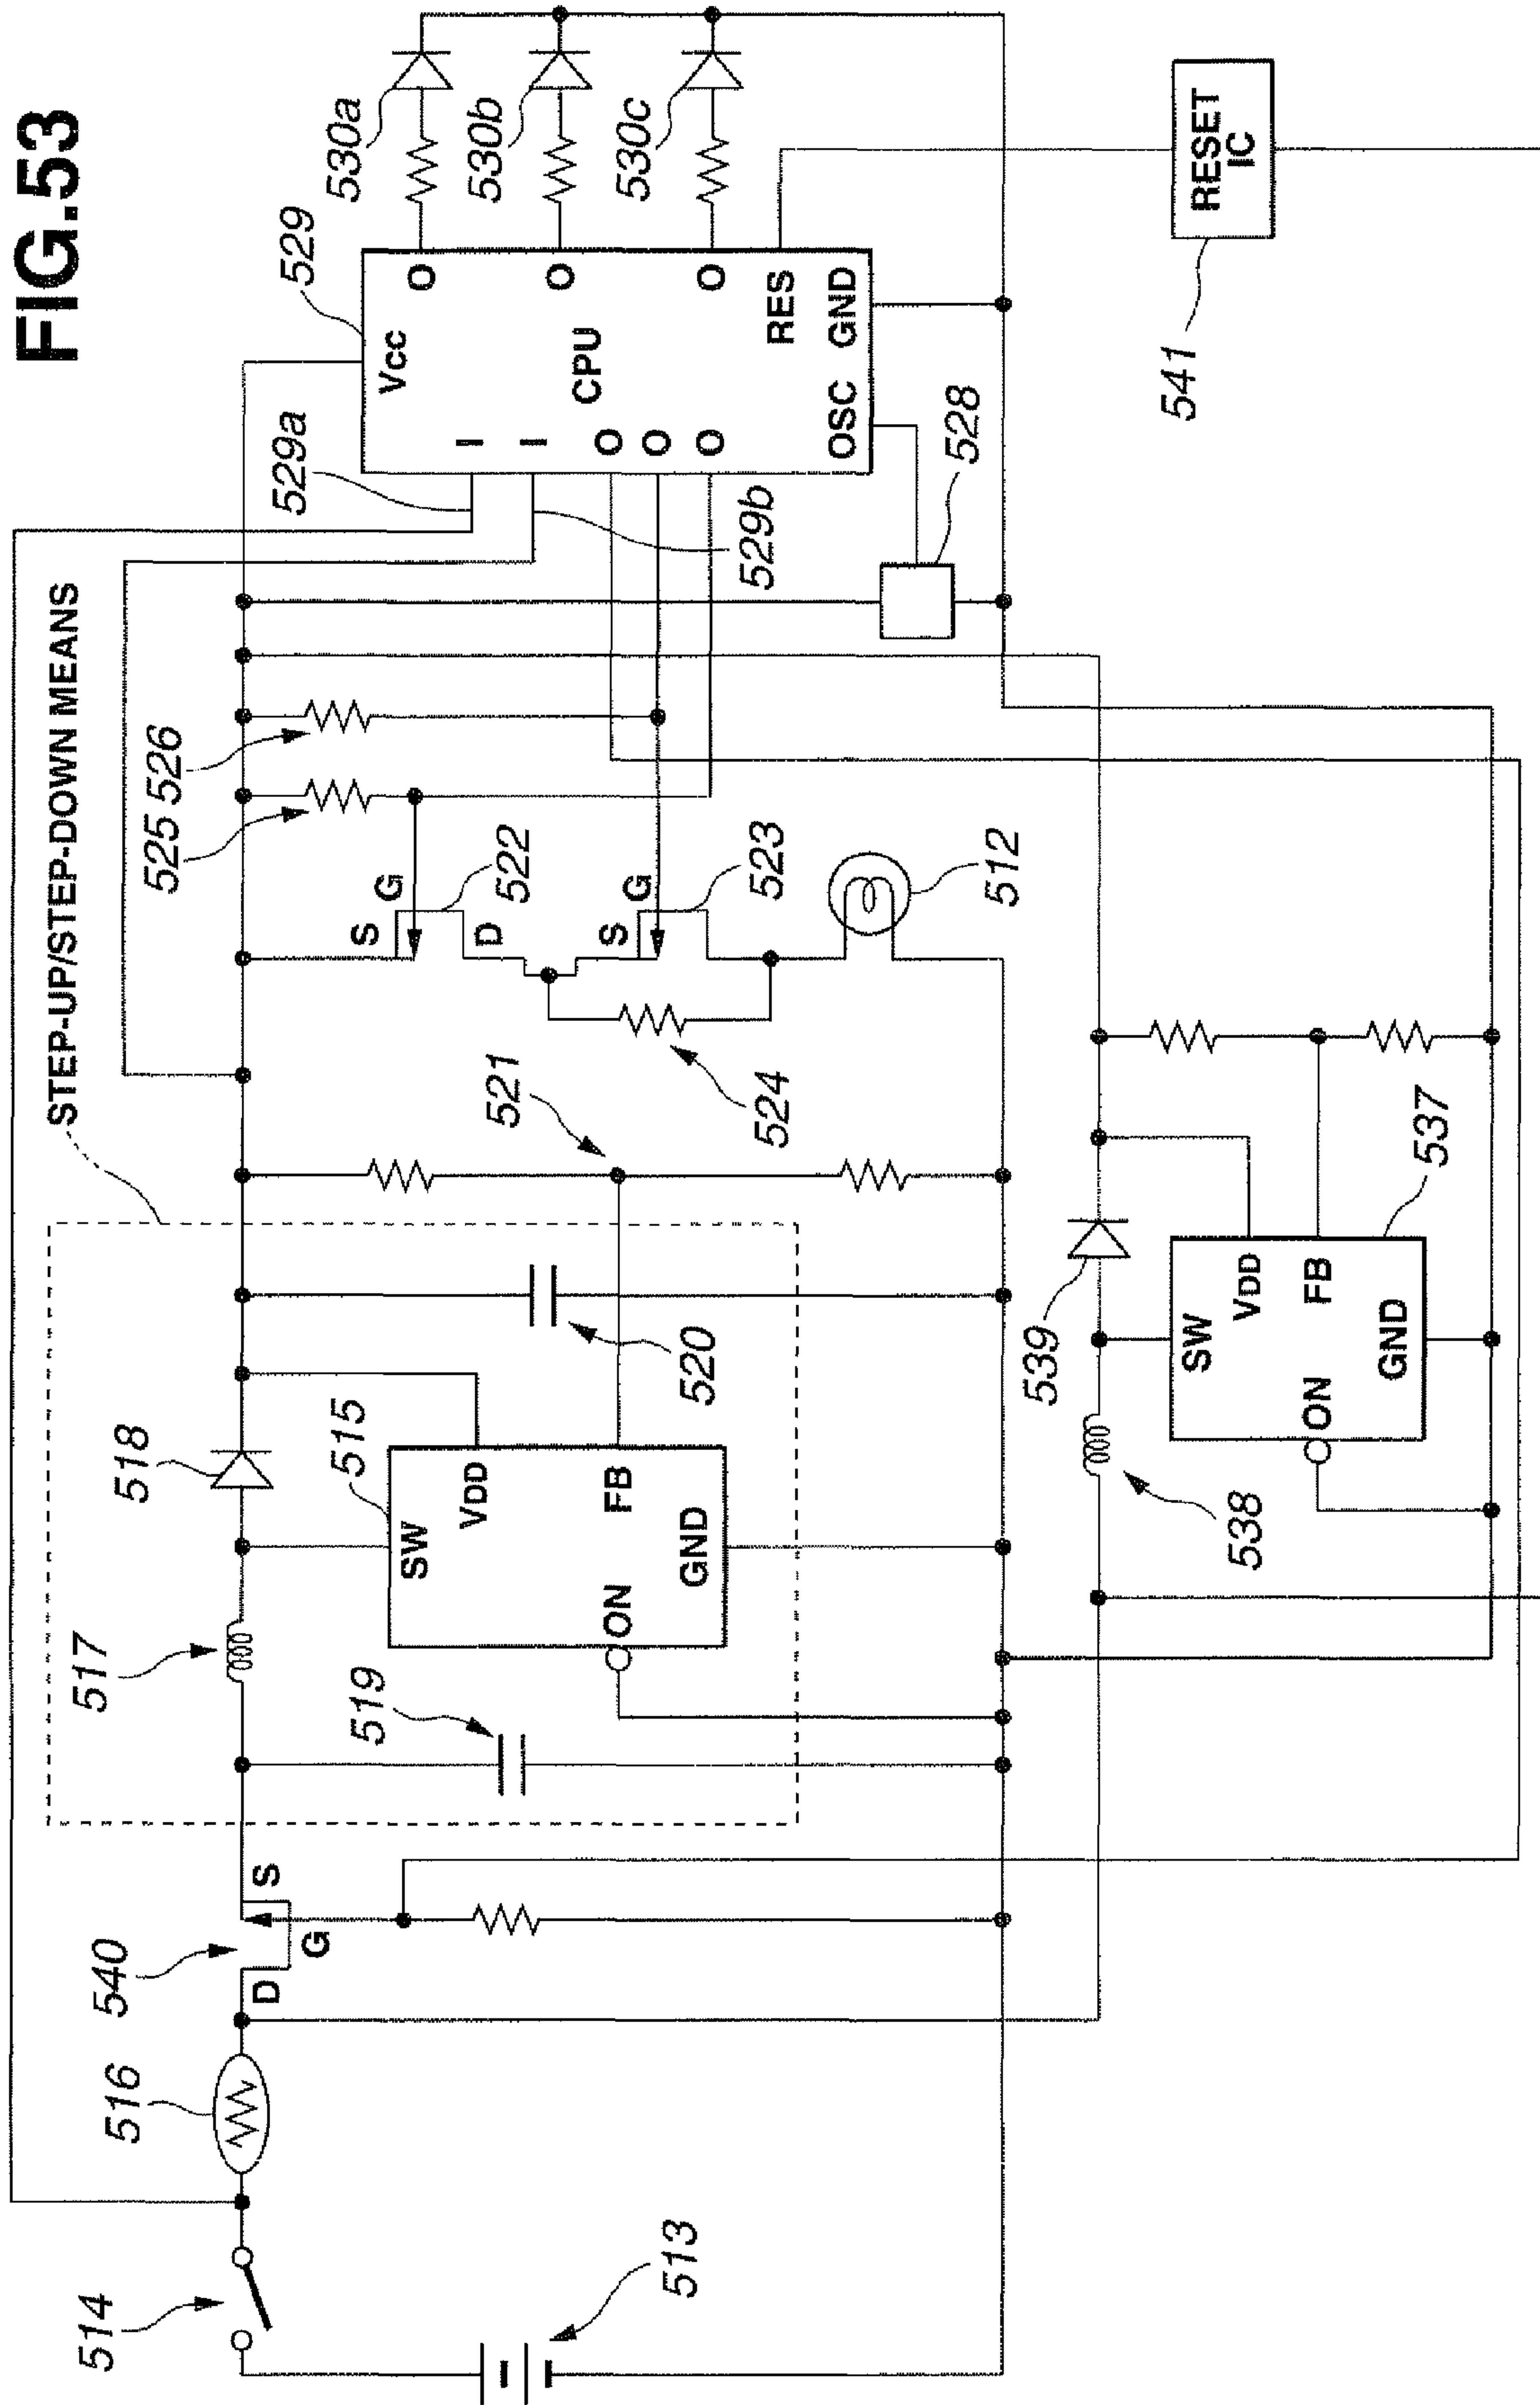 FIG.53
STEP-UP/STEP-DOWN MEANS
514
513
516
540
D
G
S
517
519
518
515
SW
VDD
FB
ON
GND
520
521
525
526
S
G
D
522
S
G
523
524
512
529a
529b
529
Vcc
CPU
I
I
O
O
O
O
O
O
RES
OSC
GND
528
530a
530b
530c
538
539
SW
VDD
FB
ON
GND
537
RESET
IC
541